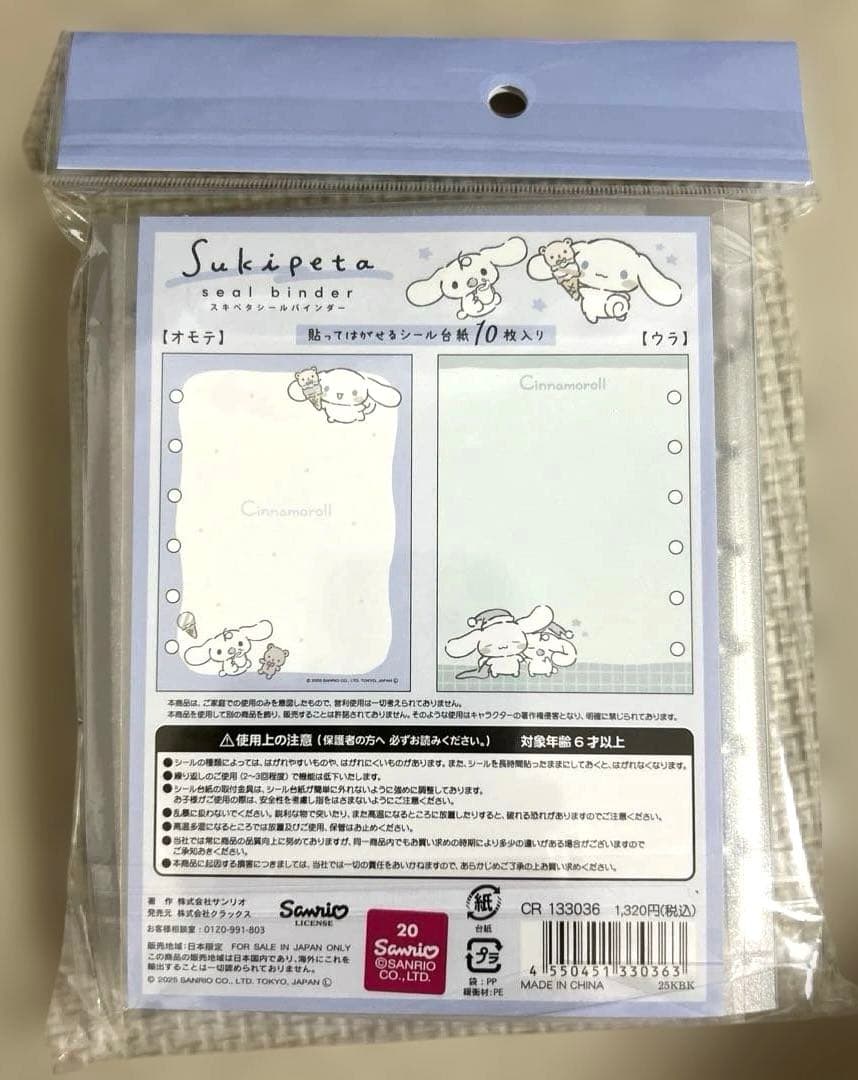 Sukipeta
seal binder
スキペタシールバインダー
【オモテ】
貼ってはがせるシール台紙10枚入り
【ウラ】
Cinnamoroll
Cinnamoroll
© 2025 SANRIO CO., LTD. TOKYO, JAPAN Ⓛ
本商品は、ご家庭での使用のみを意図したもので、営利使用は一切考えられておりません。
本商品を使用して別の商品を飾り、販売することは許諾されておりません。そのような使用はキャラクターの著作権侵害となり、明確に禁じられております。
⚠使用上の注意(保護者の方へ 必ずお読みください。) 対象年齢6才以上
●シールの種類によっては、はがれやすいものや、はがれにくいものがあります。また、シールを長時間貼ったままにしておくと、はがれなくなります。
●繰り返しのご使用(2〜3回程度)で機能は低下いたします。
●シール台紙の取付金具は、シール台紙が簡単に外れないように強めに調整しております。
お子様がご使用の際は、安全性を考慮し指をはさまないようにご注意ください。
●乱暴に扱わないでください。鋭利な物で突いたり、また高温になるところに放置したりすると、破れる恐れがありますのでご注意ください。
●高温多湿になるところでは放置及びご使用、保管はお止めください。
●当社では常に商品の品質向上に努めてありますが、同一商品内でもお買い求めの時期により多少の違いがある場合がございますので
ご承知おきください。
●本商品に起因する損害につきましては、当社では一切の責任をおいかねますので、あらかじめご了承の上お買い求めください。
著 作 株式会社サンリオ
発売元 株式会社クラックス
お客様相談室:0120-991-803
Sanrio
LICENSE
販売地域:日本限定 FOR SALE IN JAPAN ONLY
この商品の販売地域は日本国内であり、海外にこれを
輸出することは一切認められておりません。
© 2025 SANRIO CO., LTD. TOKYO, JAPAN Ⓛ
20
Sanrio
©SANRIO
CO.,LTD.
紙
台紙
プラ
袋:PP
緩衝材:PE
CR 133036 1,320円(税込)
4 550451 330363
MADE IN CHINA 25KBK